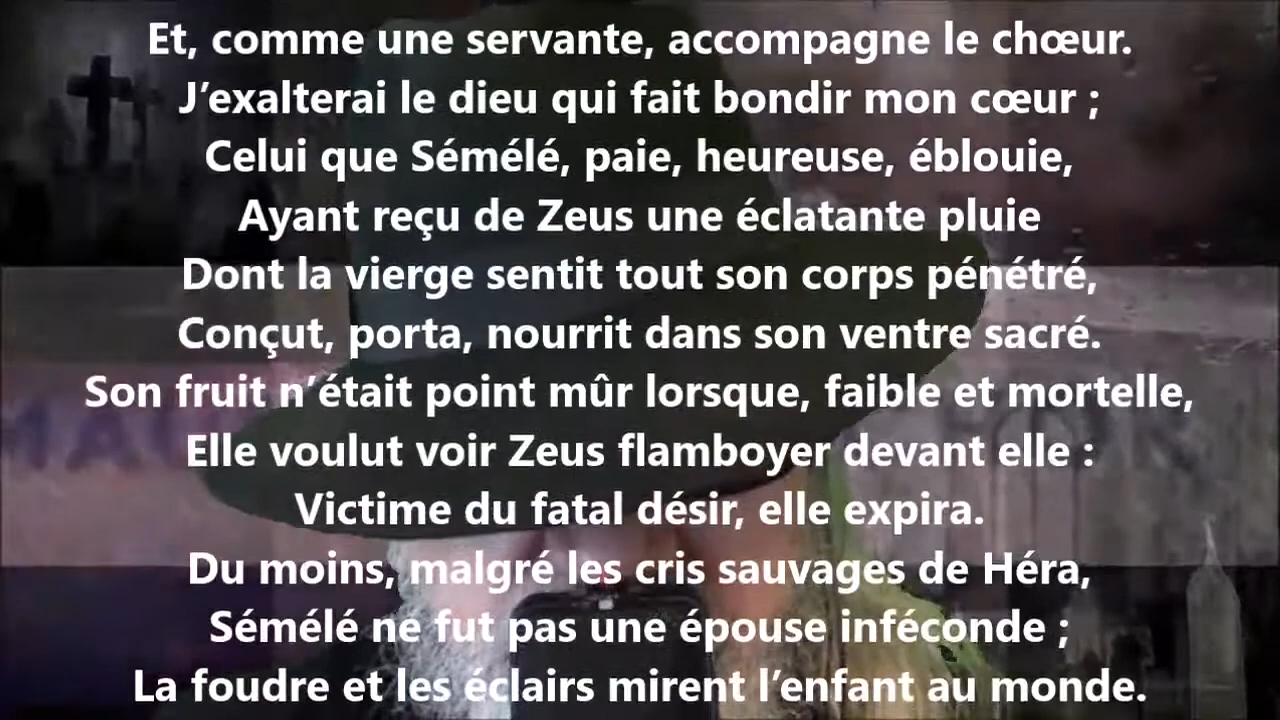 Et, comme une servante, accompagne le chœur.
J’exalterai le dieu qui fait bondir mon cœur ;
Celui que Sémélé, paie, heureuse, éblouie,
Ayant reçu de Zeus une éclatante pluie
Dont la vierge sentit tout son corps pénétré,
Conçut, porta, nourrit dans son ventre sacré.
Son fruit n’était point mûr lorsque, faible et mortelle,
Elle voulut voir Zeus flamboyer devant elle :
Victime du fatal désir, elle expira.
Du moins, malgré les cris sauvages de Héra,
Sémélé ne fut pas une épouse inféconde ;
La foudre et les éclairs mirent l’enfant au monde.